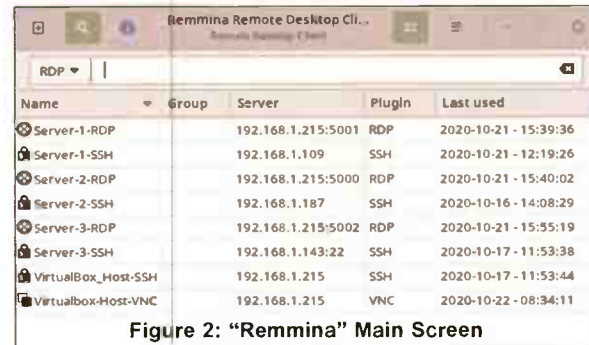 Remmina Remote Desktop Cli...
Remote Desktop Client
RDP
Name Group Server Plugin Last used
Server-1-RDP 192.168.1.215:5001 RDP 2020-10-21 - 15:39:36
Server-1-SSH 192.168.1.109 SSH 2020-10-21 - 12:19:26
Server-2-RDP 192.168.1.215:5000 RDP 2020-10-21 - 15:40:02
Server-2-SSH 192.168.1.187 SSH 2020-10-16 - 14:08:29
Server-3-RDP 192.168.1.215:5002 RDP 2020-10-21 - 15:55:19
Server-3-SSH 192.168.1.143:22 SSH 2020-10-17 - 11:53:38
VirtualBox_Host-SSH 192.168.1.215 SSH 2020-10-17 - 11:53:44
Virtualbox-Host-VNC 192.168.1.215 VNC 2020-10-22 - 08:34:11
Figure 2: “Remmina” Main Screen